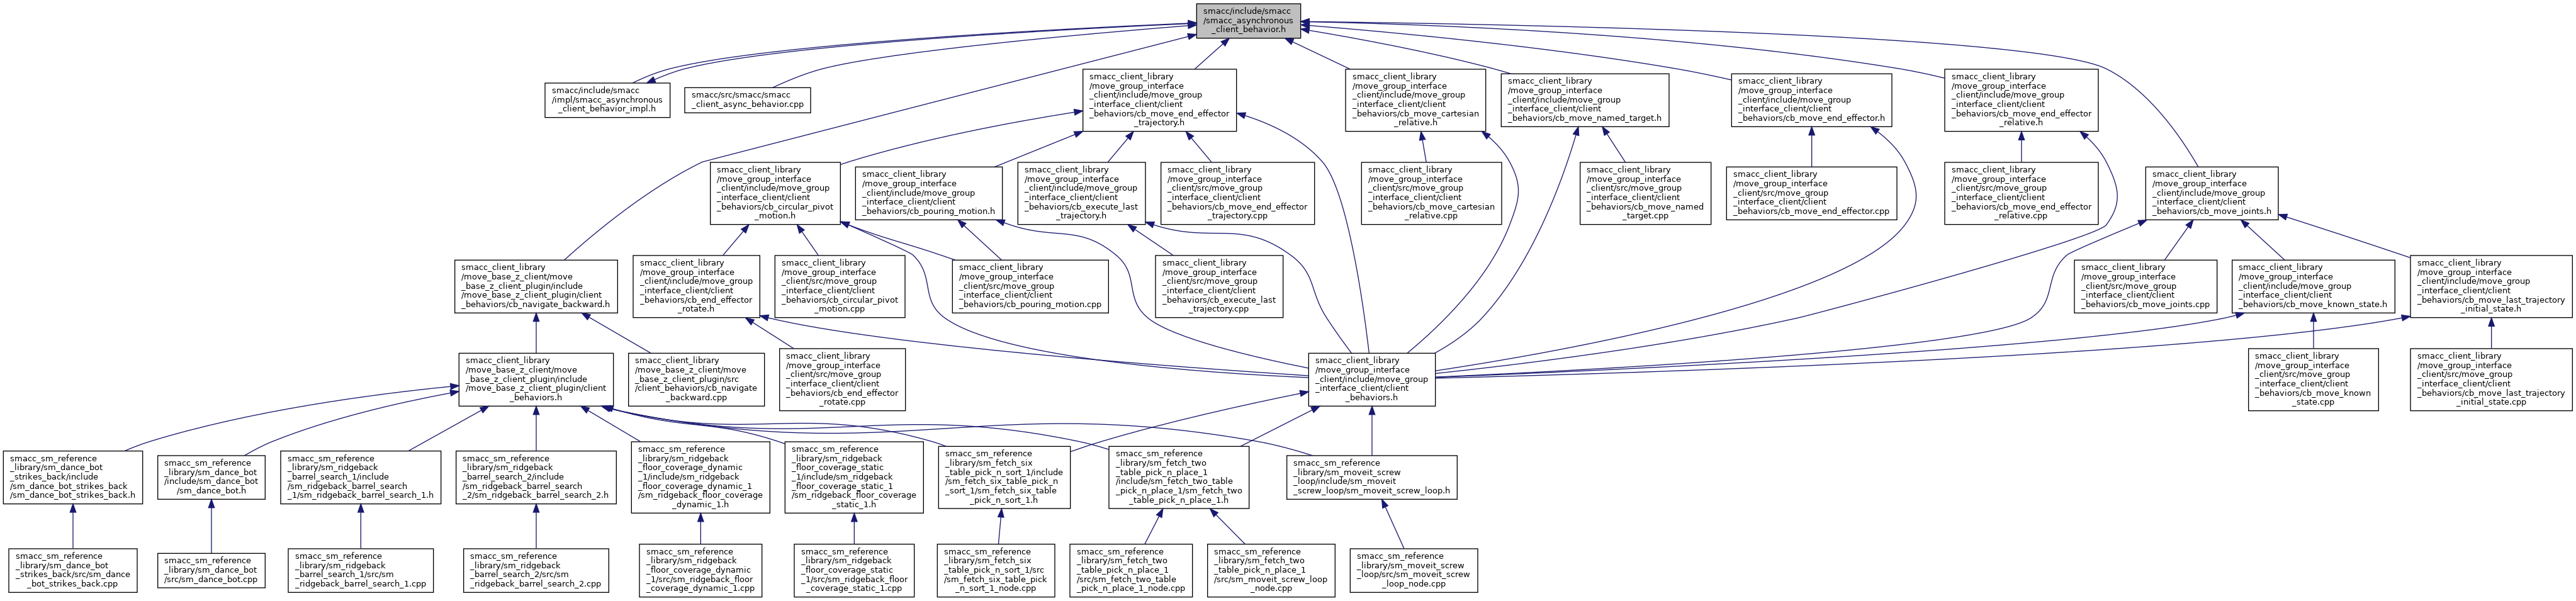 smacc/include/smacc
/smacc_asynchronous
_client_behavior.h
smacc/include/smacc
/impl/smacc_asynchronous
_client_behavior_impl.h
smacc/src/smacc/smacc
_client_async_behavior.cpp
smacc_client_library
/move_group_interface
_client/include/move_group
_interface_client/client
_behaviors/cb_move_end_effector
_trajectory.h
smacc_client_library
/move_group_interface
_client/include/move_group
_interface_client/client
_behaviors/cb_move_cartesian
_relative.h
smacc_client_library
/move_group_interface
_client/include/move_group
_interface_client/client
_behaviors/cb_move_named_target.h
smacc_client_library
/move_group_interface
_client/include/move_group
_interface_client/client
_behaviors/cb_move_end_effector.h
smacc_client_library
/move_group_interface
_client/include/move_group
_interface_client/client
_behaviors/cb_move_end_effector
_relative.h
smacc_client_library
/move_group_interface
_client/include/move_group
_interface_client/client
_behaviors/cb_circular_pivot
_motion.h
smacc_client_library
/move_group_interface
_client/include/move_group
_interface_client/client
_behaviors/cb_pouring_motion.h
smacc_client_library
/move_group_interface
_client/include/move_group
_interface_client/client
_behaviors/cb_execute_last
_trajectory.h
smacc_client_library
/move_group_interface
_client/src/move_group
_interface_client/client
_behaviors/cb_move_end_effector
_trajectory.cpp
smacc_client_library
/move_group_interface
_client/src/move_group
_interface_client/client
_behaviors/cb_move_cartesian
_relative.cpp
smacc_client_library
/move_group_interface
_client/src/move_group
_interface_client/client
_behaviors/cb_move_named
_target.cpp
smacc_client_library
/move_group_interface
_client/src/move_group
_interface_client/client
_behaviors/cb_move_end_effector.cpp
smacc_client_library
/move_group_interface
_client/src/move_group
_interface_client/client
_behaviors/cb_move_end_effector
_relative.cpp
smacc_client_library
/move_group_interface
_client/include/move_group
_interface_client/client
_behaviors/cb_move_joints.h
smacc_client_library
/move_base_z_client/move
_base_z_client_plugin/include
/move_base_z_client_plugin/client
_behaviors/cb_navigate_backward.h
smacc_client_library
/move_group_interface
_client/include/move_group
_interface_client/client
_behaviors/cb_end_effector
_rotate.h
smacc_client_library
/move_group_interface
_client/src/move_group
_interface_client/client
_behaviors/cb_circular_pivot
_motion.cpp
smacc_client_library
/move_group_interface
_client/src/move_group
_interface_client/client
_behaviors/cb_pouring_motion.cpp
smacc_client_library
/move_group_interface
_client/src/move_group
_interface_client/client
_behaviors/cb_execute_last
_trajectory.cpp
smacc_client_library
/move_group_interface
_client/src/move_group
_interface_client/client
_behaviors/cb_move_joints.cpp
smacc_client_library
/move_group_interface
_client/include/move_group
_interface_client/client
_behaviors/cb_move_known_state.h
smacc_client_library
/move_group_interface
_client/include/move_group
_interface_client/client
_behaviors/cb_move_last_trajectory
_initial_state.h
smacc_client_library
/move_base_z_client/move
_base_z_client_plugin/include
/move_base_z_client_plugin/client
_behaviors.h
smacc_client_library
/move_base_z_client/move
_base_z_client_plugin/src
/client_behaviors/cb_navigate
_backward.cpp
smacc_client_library
/move_group_interface
_client/src/move_group
_interface_client/client
_behaviors/cb_end_effector
_rotate.cpp
smacc_client_library
/move_group_interface
_client/include/move_group
_interface_client/client
_behaviors.h
smacc_client_library
/move_group_interface
_client/src/move_group
_interface_client/client
_behaviors/cb_move_known
_state.cpp
smacc_client_library
/move_group_interface
_client/src/move_group
_interface_client/client
_behaviors/cb_move_last_trajectory
_initial_state.cpp
smacc_sm_reference
_library/sm_dance_bot
_strikes_back/include
/sm_dance_bot_strikes_back
/sm_dance_bot_strikes_back.h
smacc_sm_reference
_library/sm_dance_bot
/include/sm_dance_bot
/sm_dance_bot.h
smacc_sm_reference
_library/sm_ridgeback
_barrel_search_1/include
/sm_ridgeback_barrel_search
_1/sm_ridgeback_barrel_search_1.h
smacc_sm_reference
_library/sm_ridgeback
_barrel_search_2/include
/sm_ridgeback_barrel_search
_2/sm_ridgeback_barrel_search_2.h
smacc_sm_reference
_library/sm_ridgeback
_floor_coverage_dynamic
_1/include/sm_ridgeback
_floor_coverage_dynamic_1
/sm_ridgeback_floor_coverage
_dynamic_1.h
smacc_sm_reference
_library/sm_ridgeback
_floor_coverage_static
_1/include/sm_ridgeback
_floor_coverage_static_1
/sm_ridgeback_floor_coverage
_static_1.h
smacc_sm_reference
_library/sm_fetch_six
_table_pick_n_sort_1/include
/sm_fetch_six_table_pick_n
_sort_1/sm_fetch_six_table
_pick_n_sort_1.h
smacc_sm_reference
_library/sm_fetch_two
_table_pick_n_place_1
/include/sm_fetch_two_table
_pick_n_place_1/sm_fetch_two
_table_pick_n_place_1.h
smacc_sm_reference
_library/sm_moveit_screw
_loop/include/sm_moveit
_screw_loop/sm_moveit_screw_loop.h
smacc_sm_reference
_library/sm_dance_bot
_strikes_back/src/sm_dance
_bot_strikes_back.cpp
smacc_sm_reference
_library/sm_dance_bot
/src/sm_dance_bot.cpp
smacc_sm_reference
_library/sm_ridgeback
_barrel_search_1/src/sm
_ridgeback_barrel_search_1.cpp
smacc_sm_reference
_library/sm_ridgeback
_barrel_search_2/src/sm
_ridgeback_barrel_search_2.cpp
smacc_sm_reference
_library/sm_ridgeback
_floor_coverage_dynamic
_1/src/sm_ridgeback_floor
_coverage_dynamic_1.cpp
smacc_sm_reference
_library/sm_ridgeback
_floor_coverage_static
_1/src/sm_ridgeback_floor
_coverage_static_1.cpp
smacc_sm_reference
_library/sm_fetch_six
_table_pick_n_sort_1/src
/sm_fetch_six_table_pick
_n_sort_1_node.cpp
smacc_sm_reference
_library/sm_fetch_two
_table_pick_n_place_1
/src/sm_fetch_two_table
_pick_n_place_1_node.cpp
smacc_sm_reference
_library/sm_fetch_two
_table_pick_n_place_1
/src/sm_moveit_screw_loop
_node.cpp
smacc_sm_reference
_library/sm_moveit_screw
_loop/src/sm_moveit_screw
_loop_node.cpp